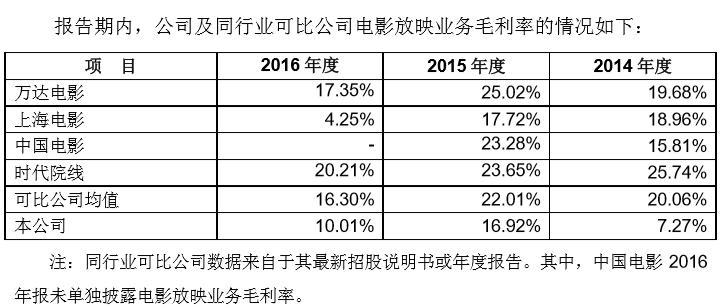 报告期内，公司及同行业可比公司电影放映业务毛利率的情况如下：
项 目 2016 年度 2015 年度 2014 年度
万达电影 17.35% 25.02% 19.68%
上海电影 4.25% 17.72% 18.96%
中国电影 - 23.28% 15.81%
时代院线 20.21% 23.65% 25.74%
可比公司均值 16.30% 22.01% 20.06%
本公司 10.01% 16.92% 7.27%
注：同行业可比公司数据来自于其最新招股说明书或年度报告。其中，中国电影 2016
年报未单独披露电影放映业务毛利率。